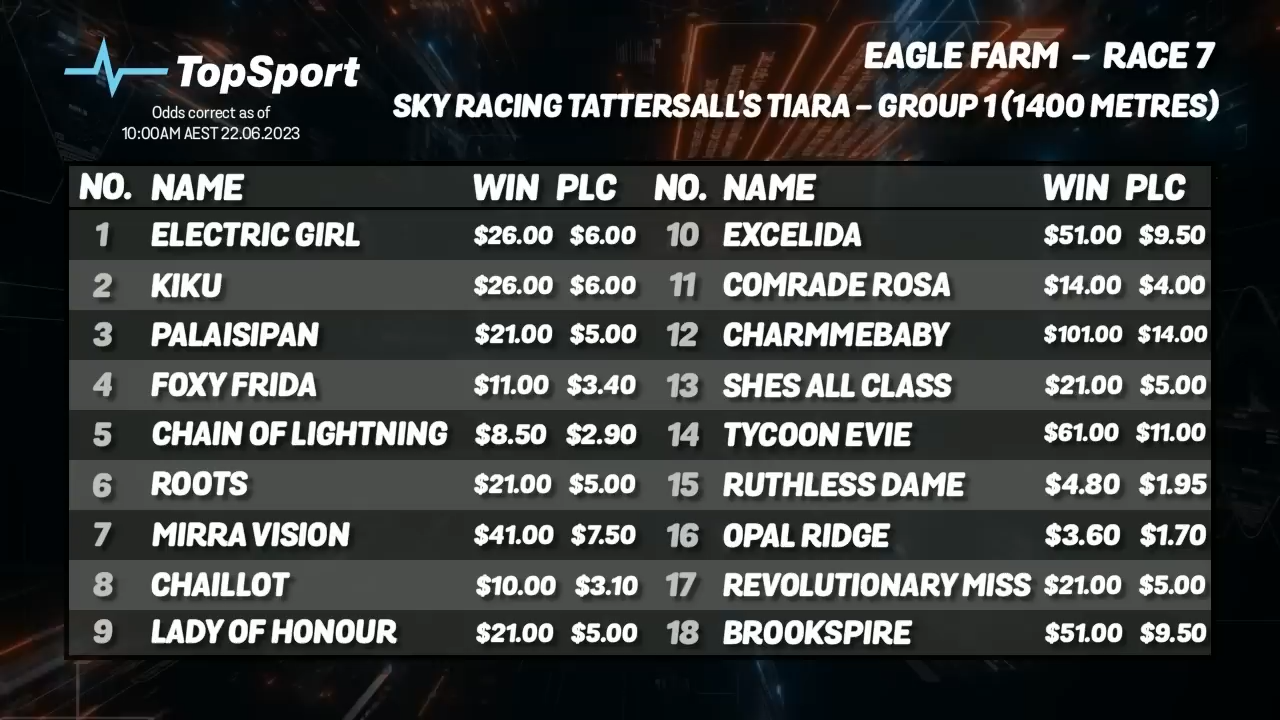 TopSport
Odds correct as of
10:00AM AEST 22.06.2023
EAGLE FARM – RACE 7
SKY RACING TATTERSALL'S TIARA – GROUP 1 (1400 METRES)
NO. NAME WIN PLC NO. NAME WIN PLC
1 ELECTRIC GIRL $26.00 $6.00 10 EXCELIDA $51.00 $9.50
2 KIKU $26.00 $6.00 11 COMRADE ROSA $14.00 $4.00
3 PALAISIPAN $21.00 $5.00 12 CHARMMEBABY $101.00 $14.00
4 FOXY FRIDA $11.00 $3.40 13 SHES ALL CLASS $21.00 $5.00
5 CHAIN OF LIGHTNING $8.50 $2.90 14 TYCOON EVIE $61.00 $11.00
6 ROOTS $21.00 $5.00 15 RUTHLESS DAME $4.80 $1.95
7 MIRRA VISION $41.00 $7.50 16 OPAL RIDGE $3.60 $1.70
8 CHAILLOT $10.00 $3.10 17 REVOLUTIONARY MISS $21.00 $5.00
9 LADY OF HONOUR $21.00 $5.00 18 BROOKSPIRE $51.00 $9.50